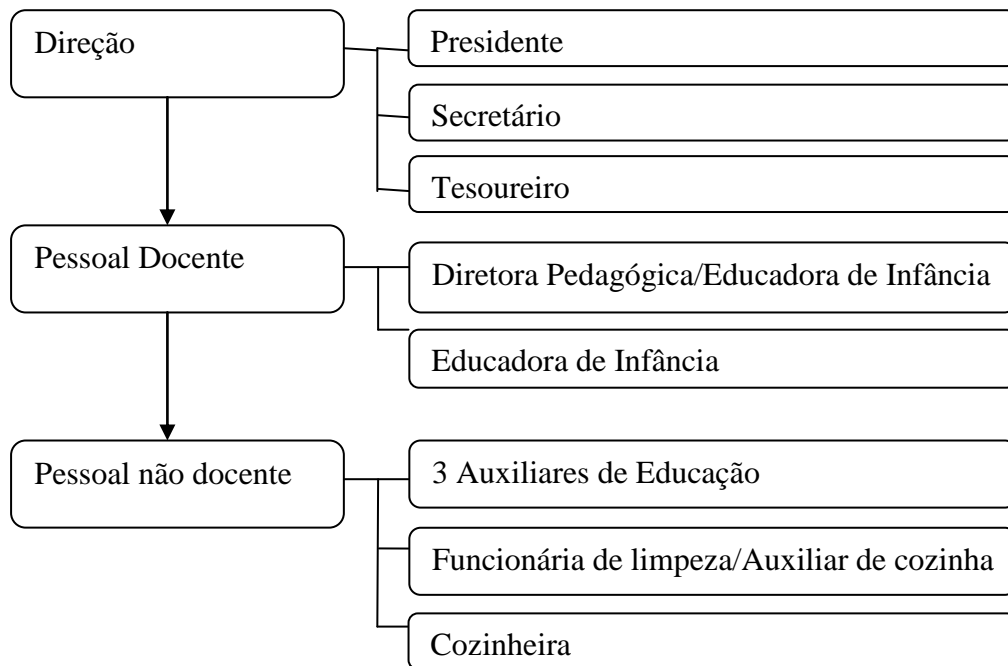 Direção
Presidente
Secretário
Tesoureiro
Pessoal Docente
Diretora Pedagógica/Educadora de Infância
Educadora de Infância
Pessoal não docente
3 Auxiliares de Educação
Funcionária de limpeza/Auxiliar de cozinha
Cozinheira